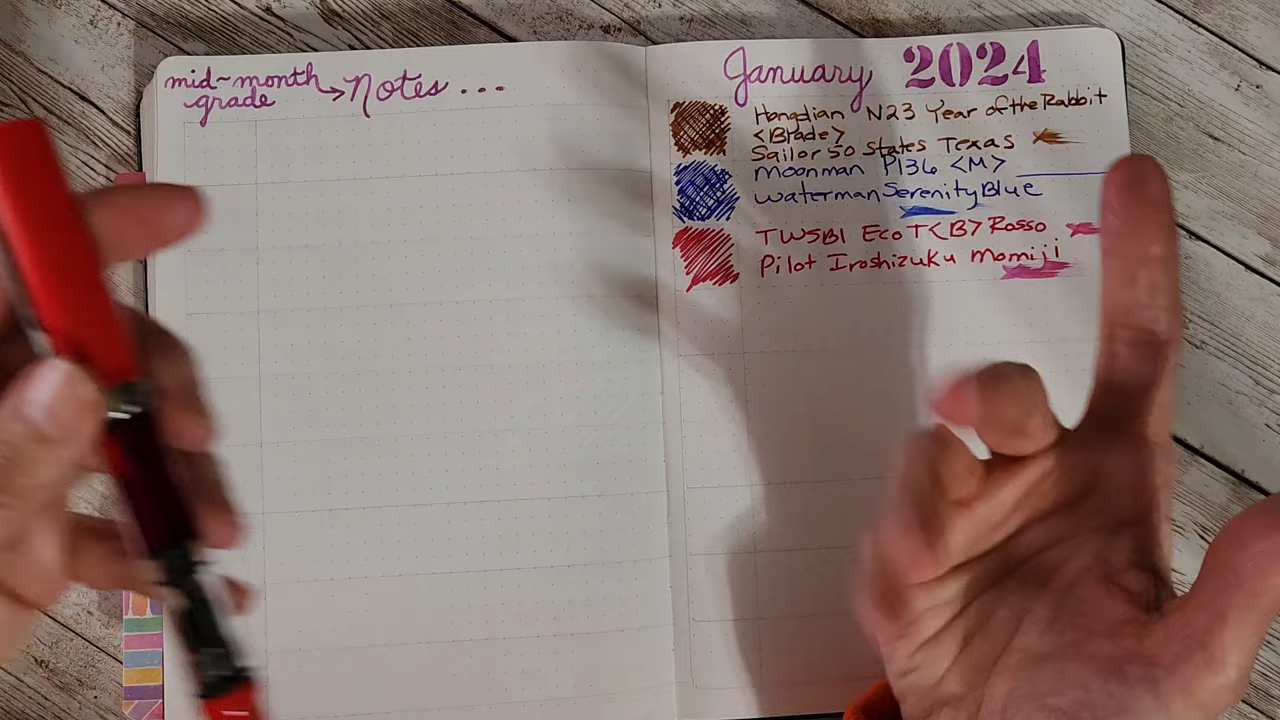 mid~month
grade → Notes...
January 2024
Hongdian N23 Year of the Rabbit
<Blade>
Sailor 50 States Texas
Moonman P136 <M>
Waterman Serenity Blue
TWSBI Eco T <B> Rosso
Pilot Iroshizuku Momiji